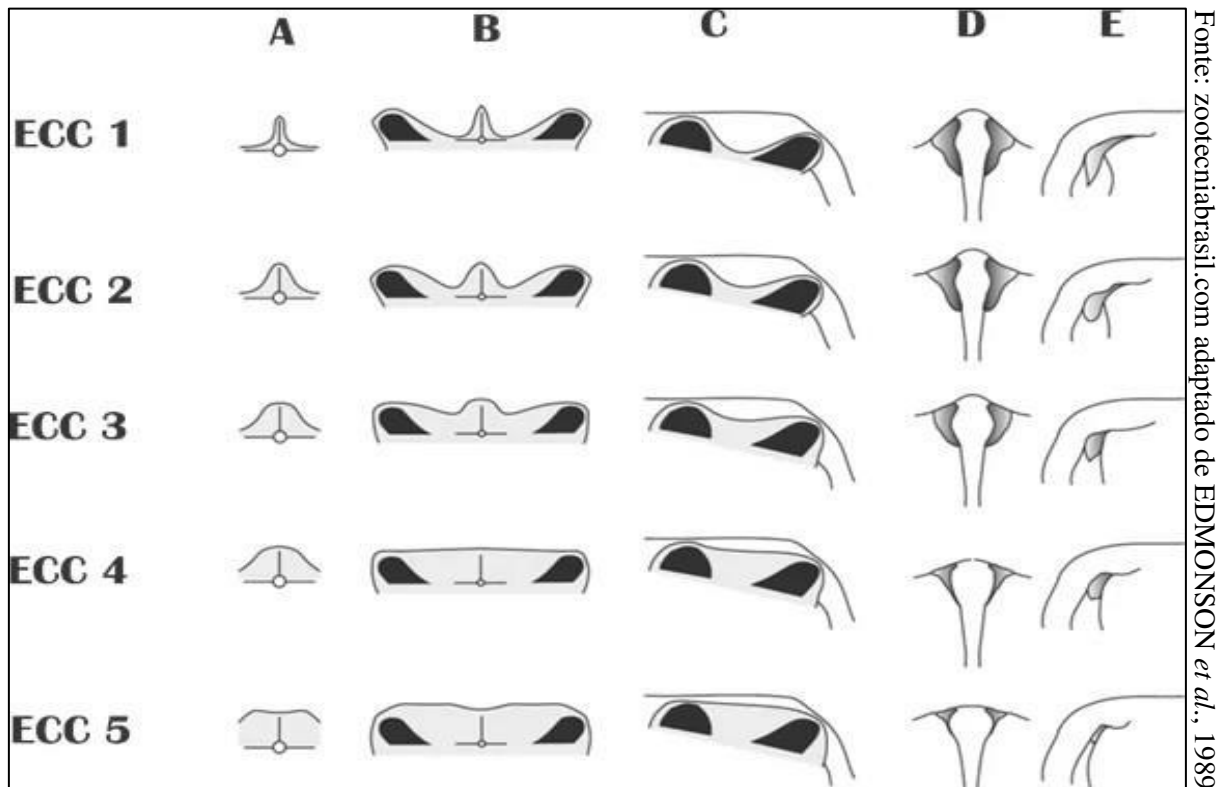 A B C D E
ECC 1
ECC 2
ECC 3
ECC 4
ECC 5
Fonte: zootecniabrasil.com adaptado de EDMONSON et al., 1989